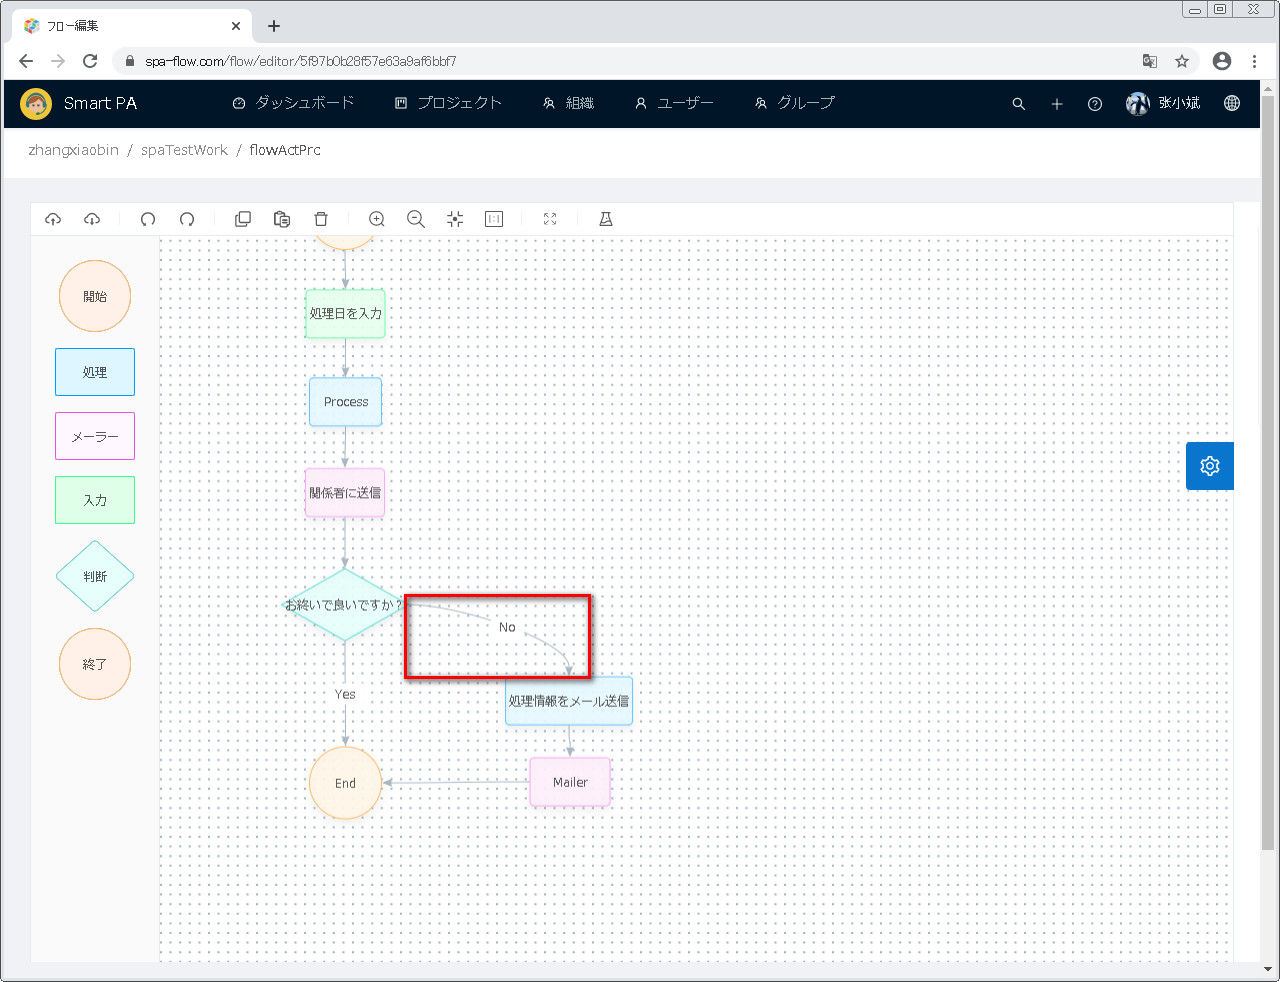 フロー編集
spa-flow.com/flow/editor/5f97b0b28f57e63a9af6bbf7
Smart PA ダッシュボード プロジェクト 組織 ユーザー グループ 张小斌
zhangxiaobin / spaTestWork / flowActPrc
開始
処理
メーラー
入力
判断
終了
処理日を入力
Process
関係者に送信
お終いで良いですか?
No
Yes
処理情報をメール送信
End
Mailer